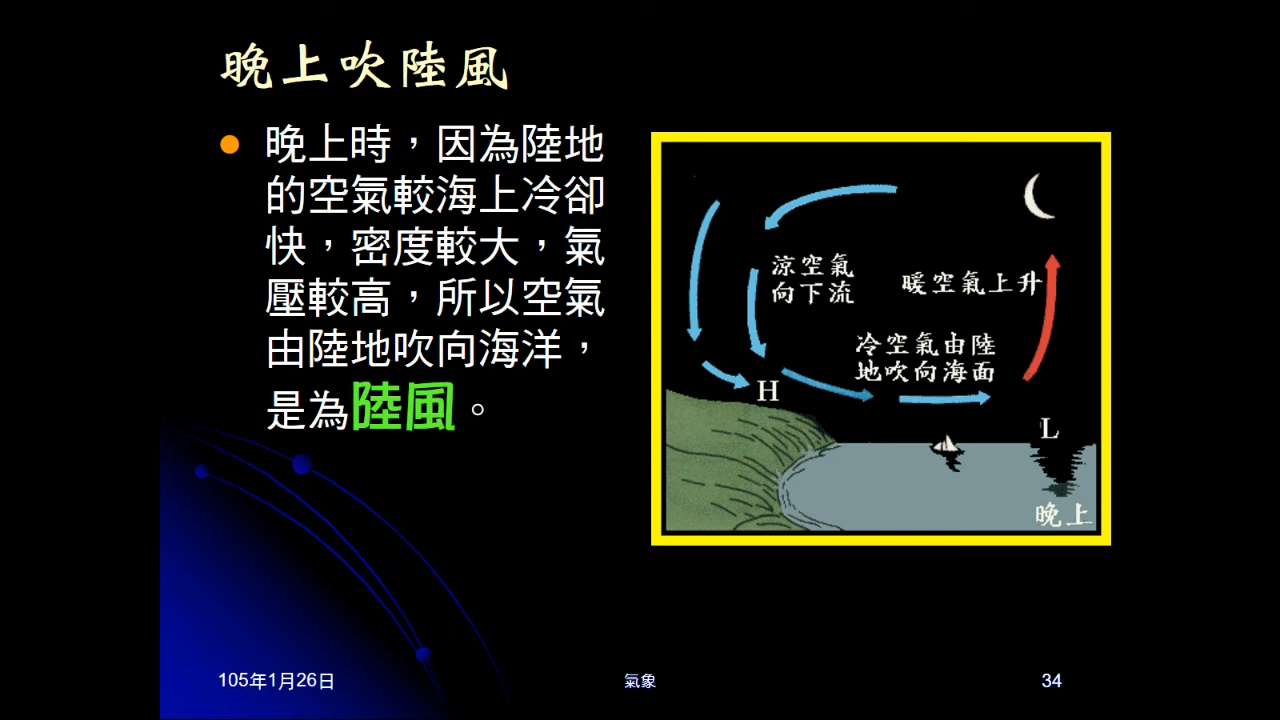 晚上吹陸風
晚上時，因為陸地
的空氣較海上冷卻
快，密度較大，氣
壓較高，所以空氣
由陸地吹向海洋，
是為陸風。
涼空氣
向下流
暖空氣上升
冷空氣由陸
地吹向海面
H
L
晚上
105年1月26日
氣象
34